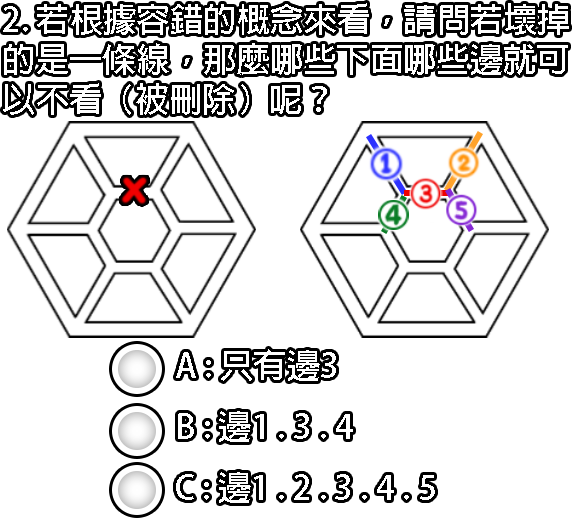 2.若根據容錯的概念來看，請問若壞掉
的是一條線，那麼哪些下面哪些邊就可
以不看（被刪除）呢？
1 2
3
4 5
A:只有邊3
B:邊1.3.4
C:邊1.2.3.4.5